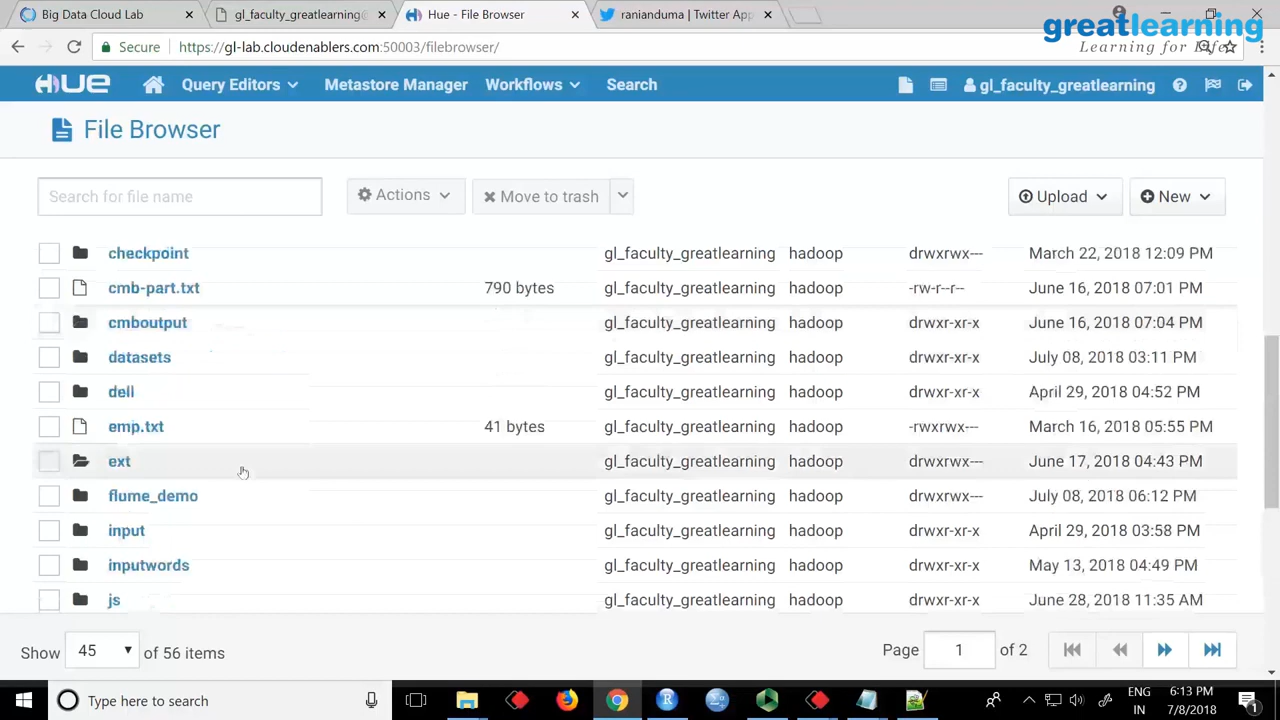 Big Data Cloud Lab
gl_faculty_greatlearning@
Hue - File Browser
ranianduma | Twitter App
greatlearning
Learning for Life
Secure
https://gl-lab.cloudenablers.com:50003/filebrowser/
HUE Query Editors Metastore Manager Workflows Search gl_faculty_greatlearning
File Browser
Search for file name
Actions
Move to trash
Upload
New
checkpoint gl_faculty_greatlearning hadoop drwxrwx--- March 22, 2018 12:09 PM
cmb-part.txt 790 bytes gl_faculty_greatlearning hadoop -rw-r--r-- June 16, 2018 07:01 PM
cmboutput gl_faculty_greatlearning hadoop drwxr-xr-x June 16, 2018 07:04 PM
datasets gl_faculty_greatlearning hadoop drwxr-xr-x July 08, 2018 03:11 PM
dell gl_faculty_greatlearning hadoop drwxr-xr-x April 29, 2018 04:52 PM
emp.txt 41 bytes gl_faculty_greatlearning hadoop -rwxrwx--- March 16, 2018 05:55 PM
ext gl_faculty_greatlearning hadoop drwxrwx--- June 17, 2018 04:43 PM
flume_demo gl_faculty_greatlearning hadoop drwxrwx--- July 08, 2018 06:12 PM
input gl_faculty_greatlearning hadoop drwxr-xr-x April 29, 2018 03:58 PM
inputwords gl_faculty_greatlearning hadoop drwxr-xr-x May 13, 2018 04:49 PM
js gl_faculty_greatlearning hadoop drwxr-xr-x June 28, 2018 11:35 AM
Show 45 of 56 items
Page 1 of 2
Type here to search
ENG 6:13 PM
IN 7/8/2018
1